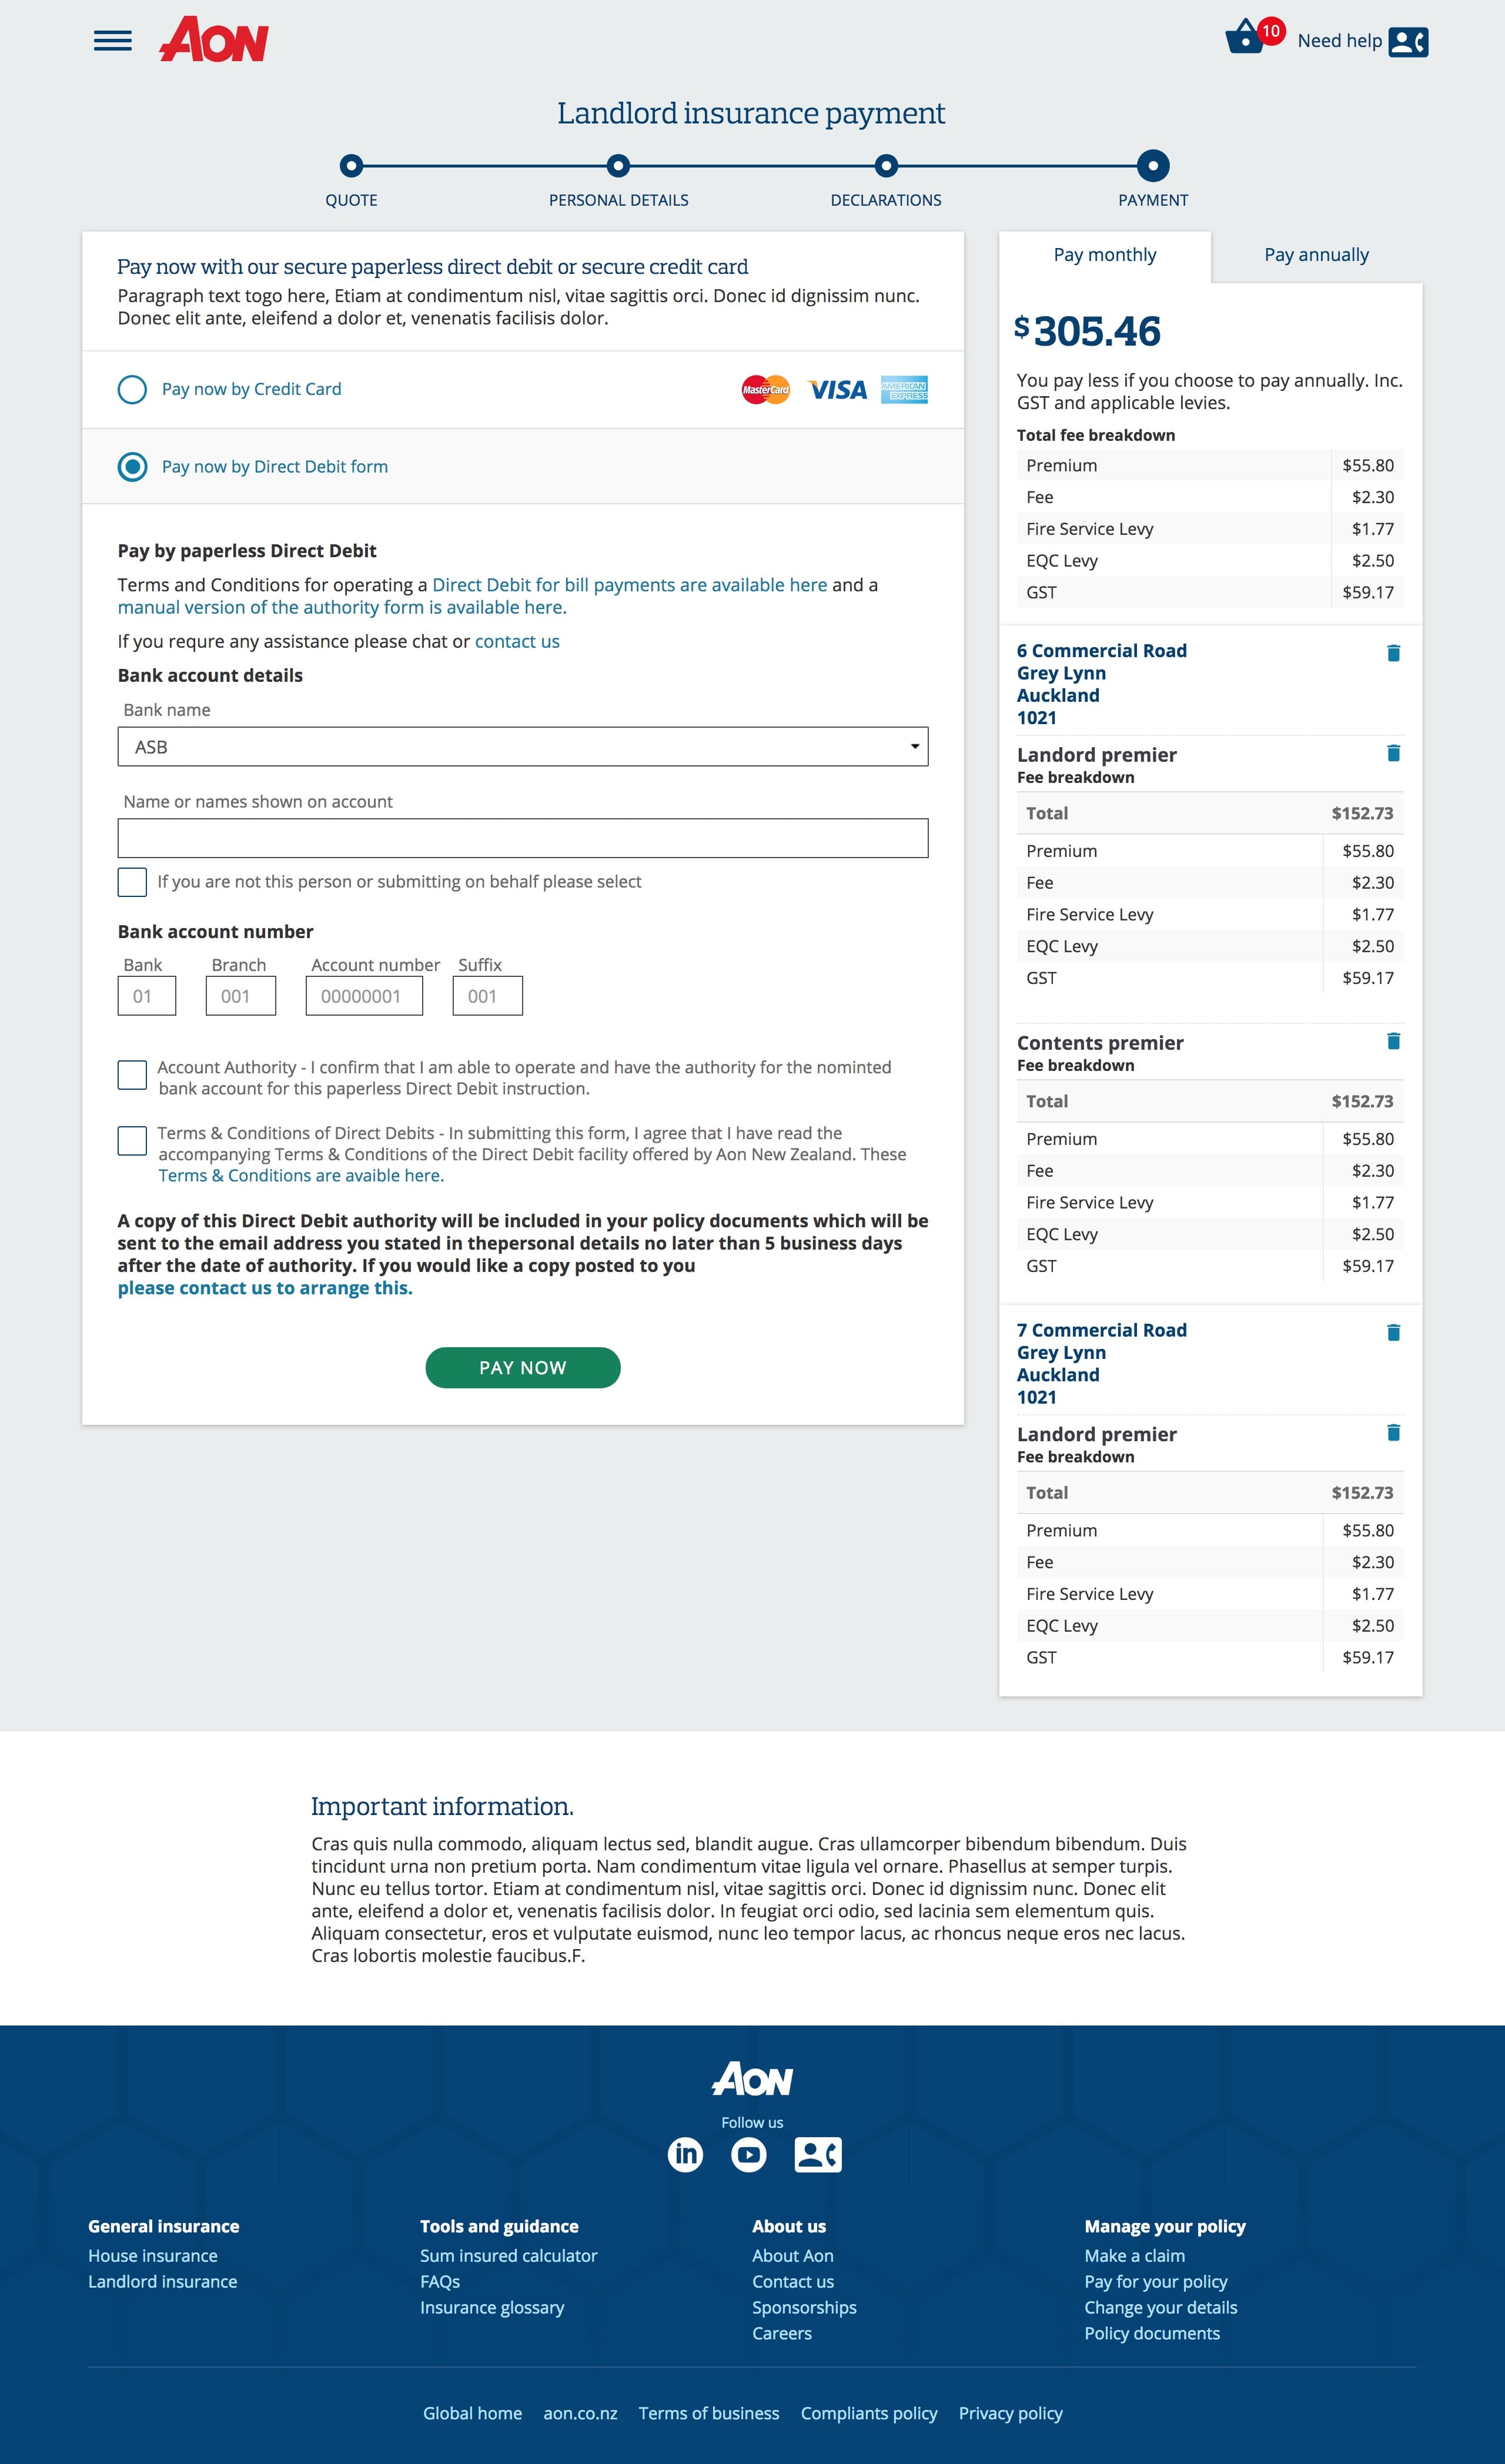 AON
10
Need help
Landlord insurance payment
QUOTE
PERSONAL DETAILS
DECLARATIONS
PAYMENT
Pay now with our secure paperless direct debit or secure credit card
Paragraph text togo here, Etiam at condimentum nisl, vitae sagittis orci. Donec id dignissim nunc.
Donec elit ante, eleifend a dolor et, venenatis facilisis dolor.
Pay now by Credit Card
MasterCard
VISA
AMERICAN
EXPRESS
Pay now by Direct Debit form
Pay by paperless Direct Debit
Terms and Conditions for operating a Direct Debit for bill payments are available here and a
manual version of the authority form is available here.
If you requre any assistance please chat or contact us
Bank account details
Bank name
ASB
Name or names shown on account
If you are not this person or submitting on behalf please select
Bank account number
Bank Branch Account number Suffix
01 001 00000001 001
Account Authority - I confirm that I am able to operate and have the authority for the nominted
bank account for this paperless Direct Debit instruction.
Terms & Conditions of Direct Debits - In submitting this form, I agree that I have read the
accompanying Terms & Conditions of the Direct Debit facility offered by Aon New Zealand. These
Terms & Conditions are avaible here.
A copy of this Direct Debit authority will be included in your policy documents which will be
sent to the email address you stated in thepersonal details no later than 5 business days
after the date of authority. If you would like a copy posted to you
please contact us to arrange this.
PAY NOW
Pay monthly
Pay annually
$305.46
You pay less if you choose to pay annually. Inc.
GST and applicable levies.
Total fee breakdown
Premium $55.80
Fee $2.30
Fire Service Levy $1.77
EQC Levy $2.50
GST $59.17
6 Commercial Road
Grey Lynn
Auckland
1021
Landord premier
Fee breakdown
Total $152.73
Premium $55.80
Fee $2.30
Fire Service Levy $1.77
EQC Levy $2.50
GST $59.17
Contents premier
Fee breakdown
Total $152.73
Premium $55.80
Fee $2.30
Fire Service Levy $1.77
EQC Levy $2.50
GST $59.17
7 Commercial Road
Grey Lynn
Auckland
1021
Landord premier
Fee breakdown
Total $152.73
Premium $55.80
Fee $2.30
Fire Service Levy $1.77
EQC Levy $2.50
GST $59.17
Important information.
Cras quis nulla commodo, aliquam lectus sed, blandit augue. Cras ullamcorper bibendum bibendum. Duis
tincidunt urna non pretium porta. Nam condimentum vitae ligula vel ornare. Phasellus at semper turpis.
Nunc eu tellus tortor. Etiam at condimentum nisl, vitae sagittis orci. Donec id dignissim nunc. Donec elit
ante, eleifend a dolor et, venenatis facilisis dolor. In feugiat orci odio, sed lacinia sem elementum quis.
Aliquam consectetur, eros et vulputate euismod, nunc leo tempor lacus, ac rhoncus neque eros nec lacus.
Cras lobortis molestie faucibus.F.
AON
Follow us
in
General insurance
House insurance
Landlord insurance
Tools and guidance
Sum insured calculator
FAQs
Insurance glossary
About us
About Aon
Contact us
Sponsorships
Careers
Manage your policy
Make a claim
Pay for your policy
Change your details
Policy documents
Global home aon.co.nz Terms of business Compliants policy Privacy policy